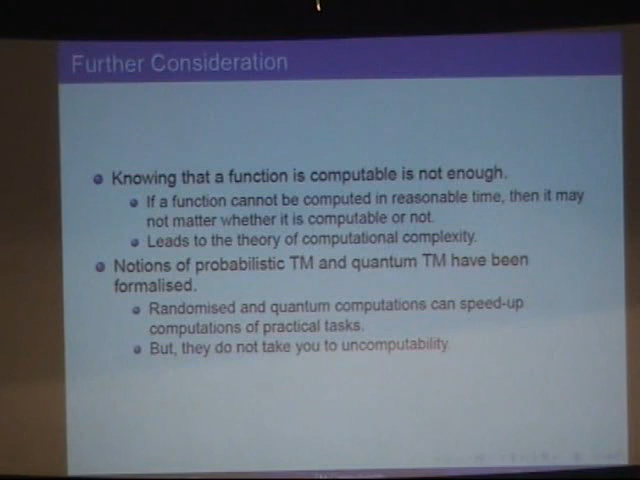 Further Consideration
Knowing that a function is computable is not enough.
If a function cannot be computed in reasonable time, then it may
not matter whether it is computable or not.
Leads to the theory of computational complexity.
Notions of probabilistic TM and quantum TM have been
formalised.
Randomised and quantum computations can speed-up
computations of practical tasks.
But, they do not take you to uncomputability